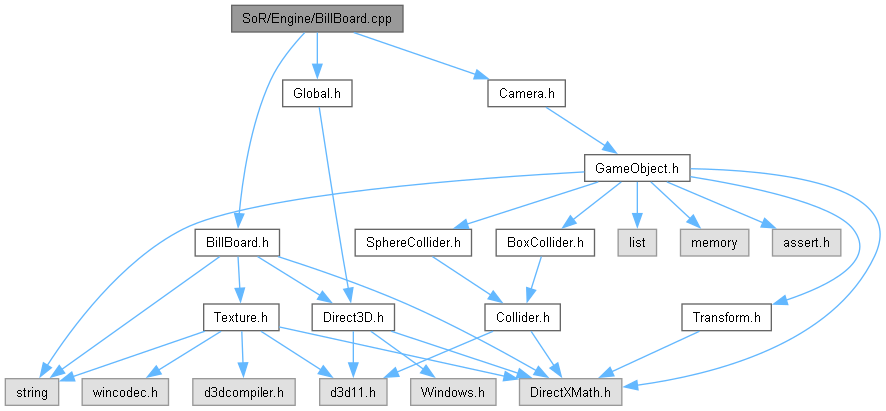 SoR/Engine/BillBoard.cpp
Global.h
Camera.h
GameObject.h
BillBoard.h
SphereCollider.h
BoxCollider.h
list
memory
assert.h
Texture.h
Direct3D.h
Collider.h
Transform.h
string
wincodec.h
d3dcompiler.h
d3d11.h
Windows.h
DirectXMath.h